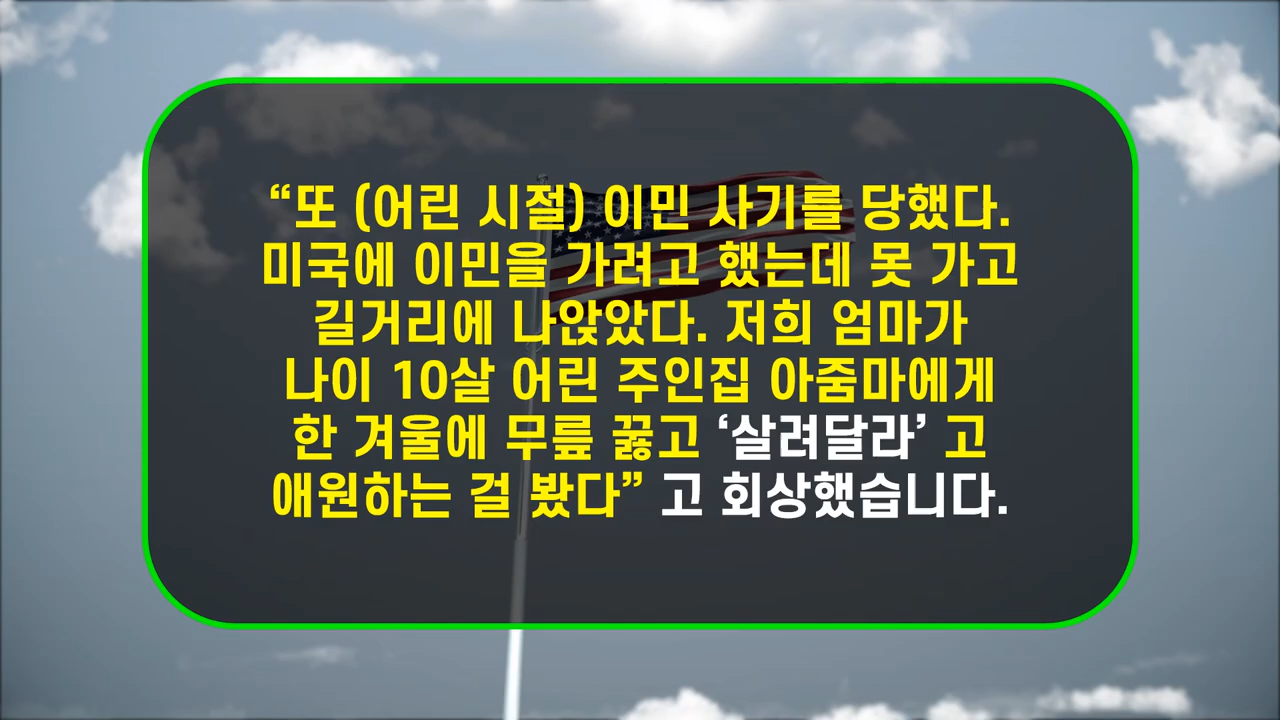 “또 (어린 시절) 이민 사기를 당했다.
미국에 이민을 가려고 했는데 못 가고
길거리에 나앉았다. 저희 엄마가
나이 10살 어린 주인집 아줌마에게
한 겨울에 무릎 꿇고 ‘살려달라’ 고
애원하는 걸 봤다” 고 회상했습니다.